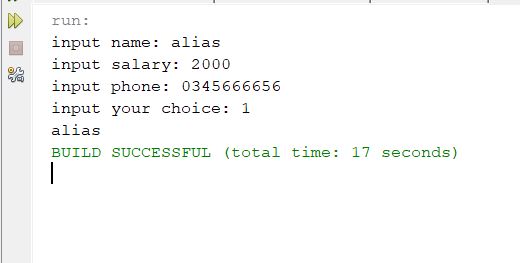 run:
input name: alias
input salary: 2000
input phone: 0345666656
input your choice: 1
alias
BUILD SUCCESSFUL (total time: 17 seconds)